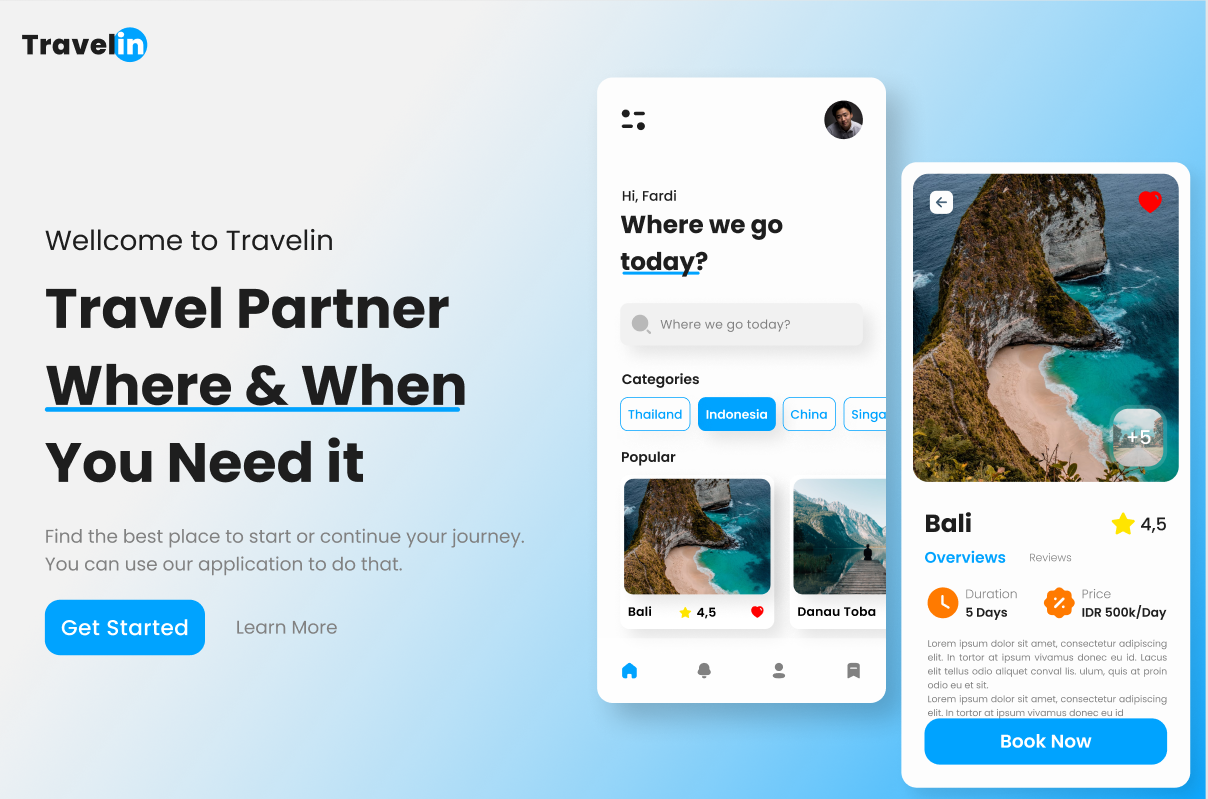 Travelin
Wellcome to Travelin
Travel Partner
Where & When
You Need it
Find the best place to start or continue your journey.
You can use our application to do that.
Get Started
Learn More
Hi, Fardi
Where we go
today?
Where we go today?
Categories
Thailand
Indonesia
China
Singa
Popular
Bali
4,5
Danau Toba
+5
Bali
4,5
Overviews
Reviews
Duration
5 Days
Price
IDR 500k/Day
Lorem ipsum dolor sit amet, consectetur adipiscing
elit. In tortor at ipsum vivamus donec eu id. Lacus
elit tellus odio aliquet conval lis. ulum, quis at proin
odio eu et sit.
Lorem ipsum dolor sit amet, consectetur adipiscing
elit. In tortor at ipsum vivamus donec eu id
Book Now